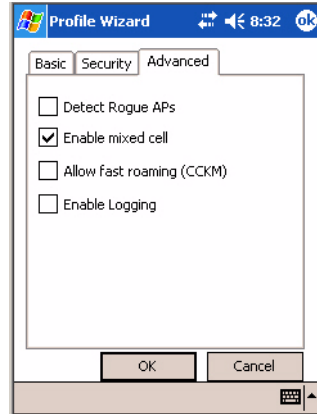 Profile Wizard 8:32 ok
Basic Security Advanced
Detect Rogue APs
Enable mixed cell
Allow fast roaming (CCKM)
Enable Logging
OK Cancel